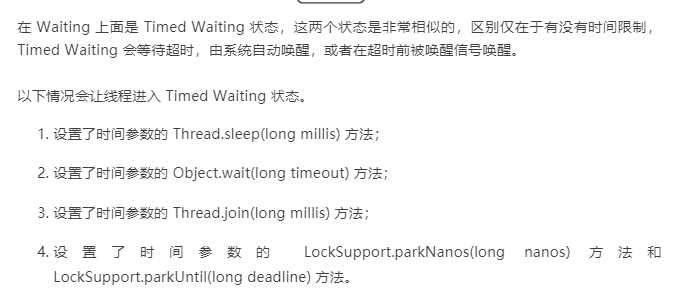 在 Waiting 上面是 Timed Waiting 状态，这两个状态是非常相似的，区别仅在于有没有时间限制，
Timed Waiting 会等待超时，由系统自动唤醒，或者在超时前被唤醒信号唤醒。
以下情况会让线程进入 Timed Waiting 状态。
1. 设置了时间参数的 Thread.sleep(long millis) 方法；
2. 设置了时间参数的 Object.wait(long timeout) 方法；
3. 设置了时间参数的 Thread.join(long millis) 方法；
4. 设置了时间参数的 LockSupport.parkNanos(long nanos) 方法和
LockSupport.parkUntil(long deadline) 方法。